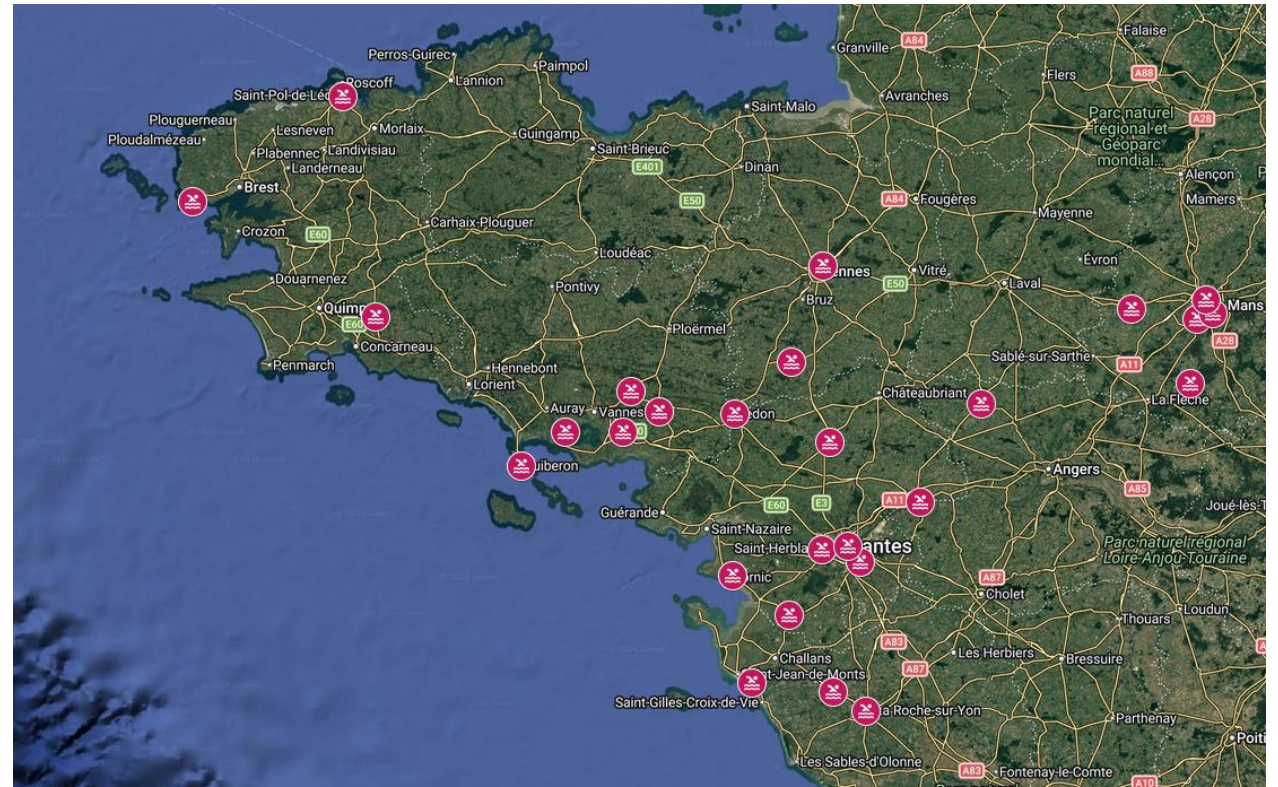 Falaise
Granville
A84
Perros-Guirec
Paimpol
Flers
A88
Roscoff
Lannion
Saint-Pol-de-Léo
Saint-Malo
Avranches
Parc naturel
régional et
Géoparc
mondial...
A28
Plouguerneau
Lesneven
Morlaix
Guingamp
Ploudalmézeau
Plabennec
Landivisiau
Saint-Brieuc
Landerneau
E401
Dinan
Alençon
Brest
E50
A84
Fougères
Mamers
Mayenne
Crozon
E60
Carhaix-Plouguer
Loudéac
Évron
Douarnenez
ennes
Vitré
Pontivy
E50
Laval
Quimp
Bruz
Mans
E60
Ploërmel
Concarneau
A28
Penmarch
Sablé-sur-Sarthe
A11
Hennebont
Lorient
Châteaubriant
La Flèche
Auray
Vannes
edon
0
uiberon
Angers
A85
Guérande
E60
E3
A11
Joué-lès-T
Saint-Nazaire
Saint-Herbla
antes
Parc naturel régional
Loire-Anjou-Touraine
ornic
A87
Cholet
Loudun
Thouars
A83
Challans
Les Herbiers
Bressuire
A87
int-Jean-de-Monts
Saint-Gilles-Croix-de-Vie
a Roche-sur-Yon
Parthenay
Poiti
Les Sables-d'Olonne
A83
Fontenay-le-Comte
A10